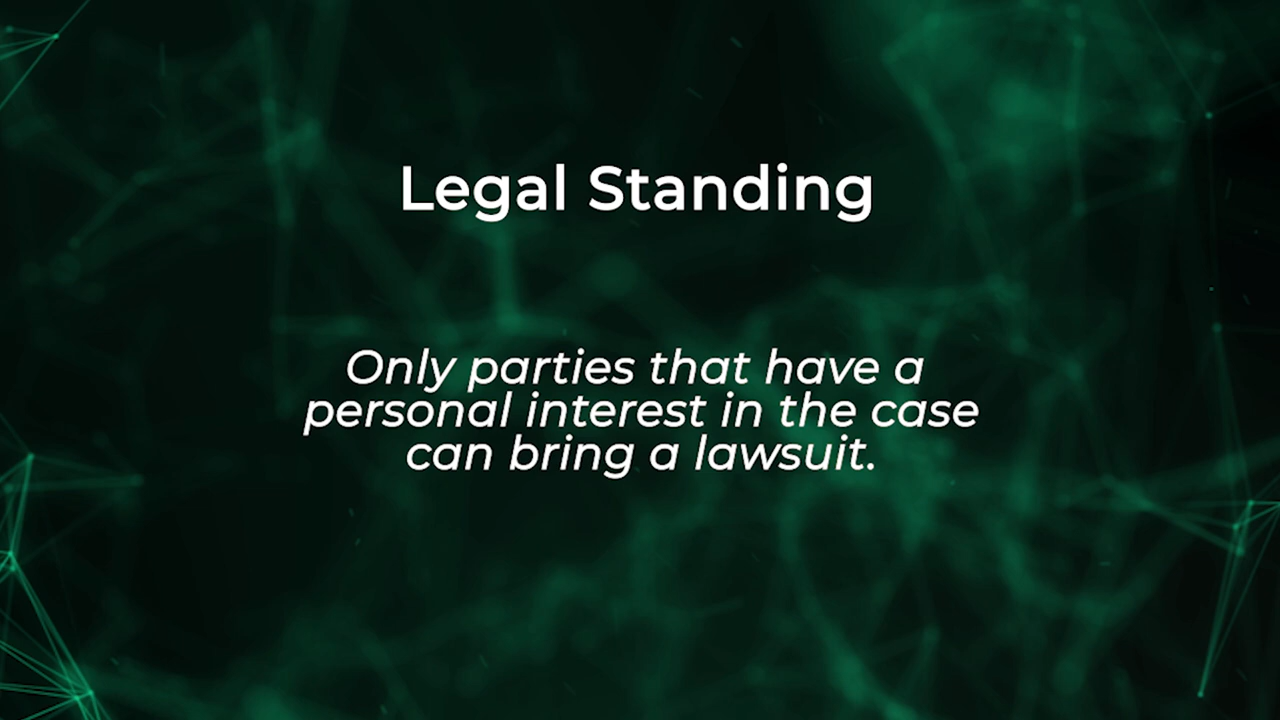 Legal Standing
Only parties that have a
personal interest in the case
can bring a lawsuit.